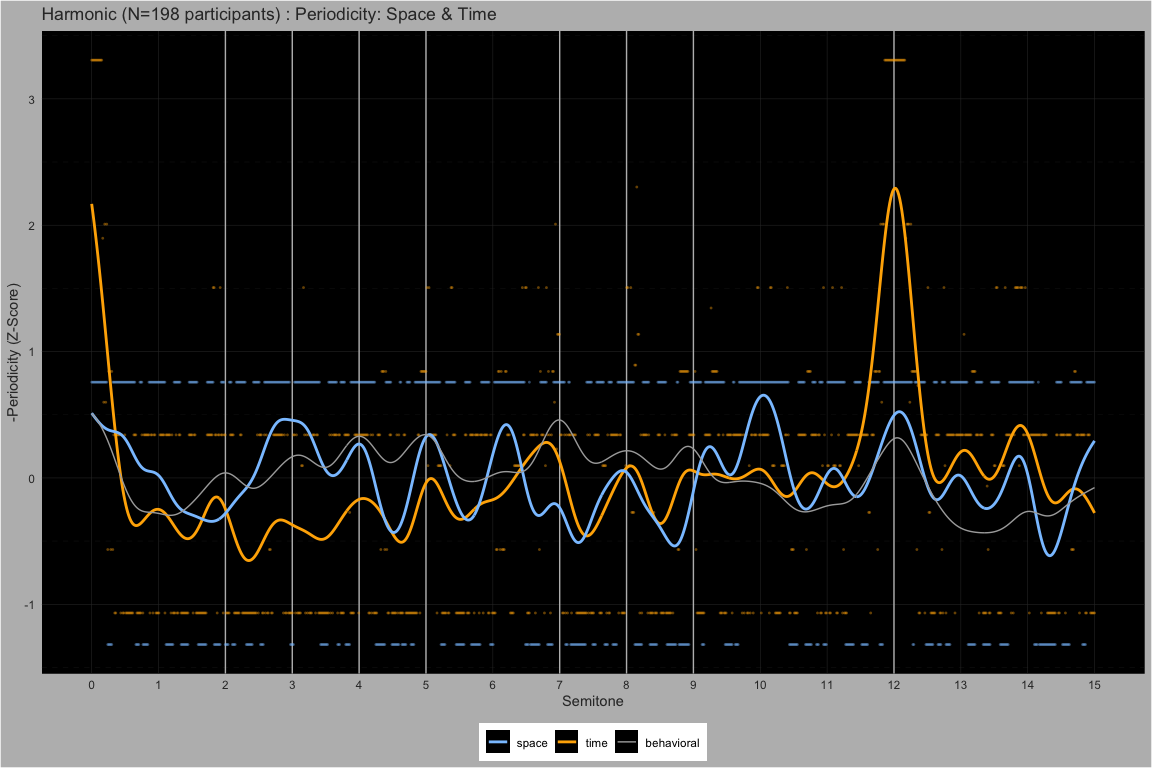 Harmonic (N=198 participants) : Periodicity: Space & Time
-Periodicity (Z-Score)
3
2
1
0
-1
0 1 2 3 4 5 6 7 8 9 10 11 12 13 14 15
Semitone
space time behavioral